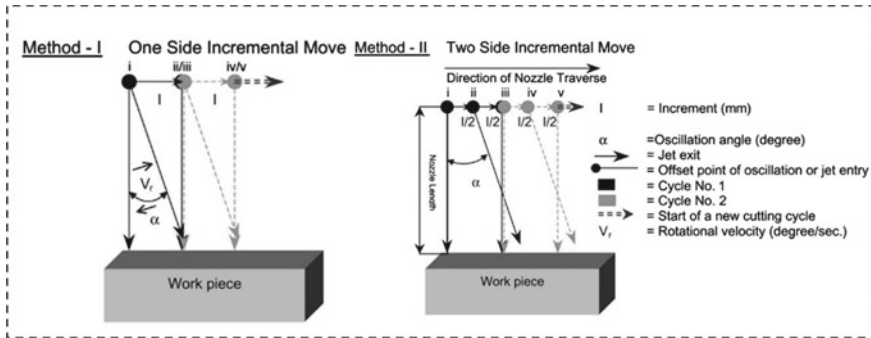 Method - I One Side Incremental Move
i ii/iii iv/v
I I
Vr
α
Work piece
Method - II Two Side Incremental Move
Direction of Nozzle Traverse
i ii iii iv v
I/2 I/2 I/2 I/2
Nozzle Length
α
Work piece
I = Increment (mm)
α =Oscillation angle (degree)
= Jet exit
= Offset point of oscillation or jet entry
= Cycle No. 1
= Cycle No. 2
= Start of a new cutting cycle
Vr = Rotational velocity (degree/sec.)